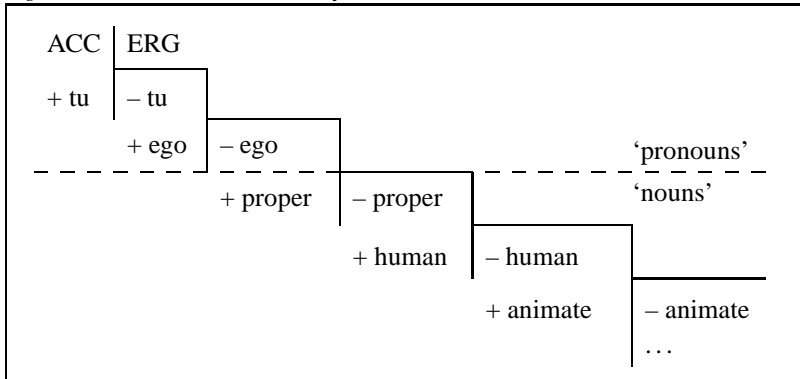 ACC ERG
+ tu – tu
+ ego – ego
‘pronouns’
‘nouns’
+ proper – proper
+ human – human
+ animate – animate
...